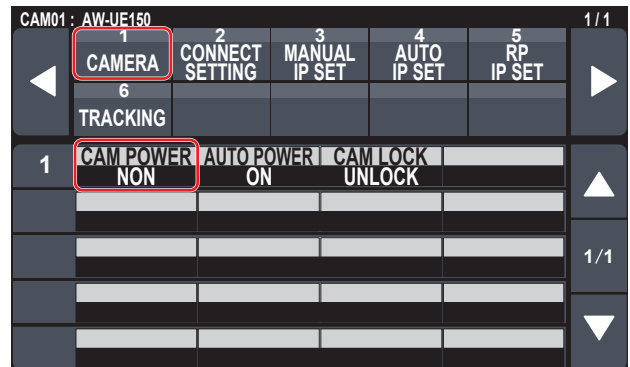 CAM01 : AW-UE150 1 / 1
1 2 3 4 5
CAMERA CONNECT SETTING MANUAL IP SET AUTO IP SET RP IP SET
6
TRACKING
1 CAM POWER AUTO POWER CAM LOCK
NON ON UNLOCK
1/1